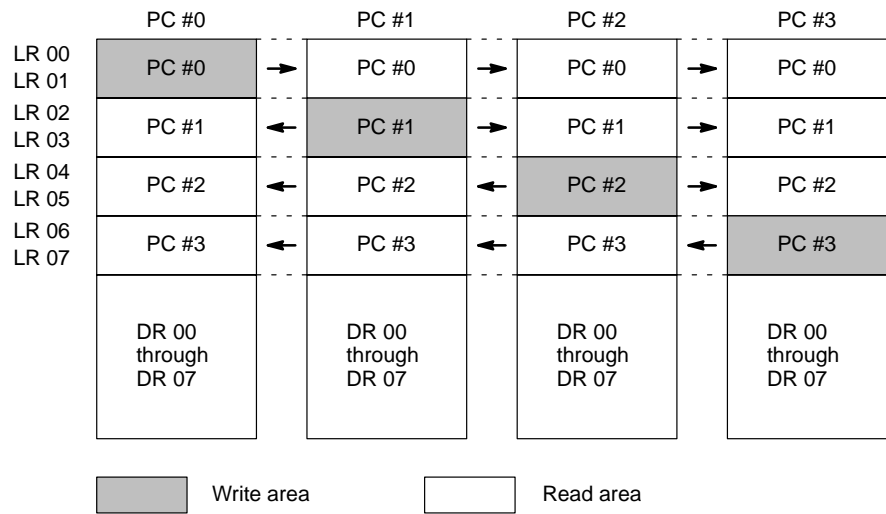 PC #0 PC #1 PC #2 PC #3
LR 00
LR 01
PC #0 PC #0 PC #0 PC #0
LR 02
LR 03
PC #1 PC #1 PC #1 PC #1
LR 04
LR 05
PC #2 PC #2 PC #2 PC #2
LR 06
LR 07
PC #3 PC #3 PC #3 PC #3
DR 00 DR 00 DR 00 DR 00
through through through through
DR 07 DR 07 DR 07 DR 07
Write area Read area